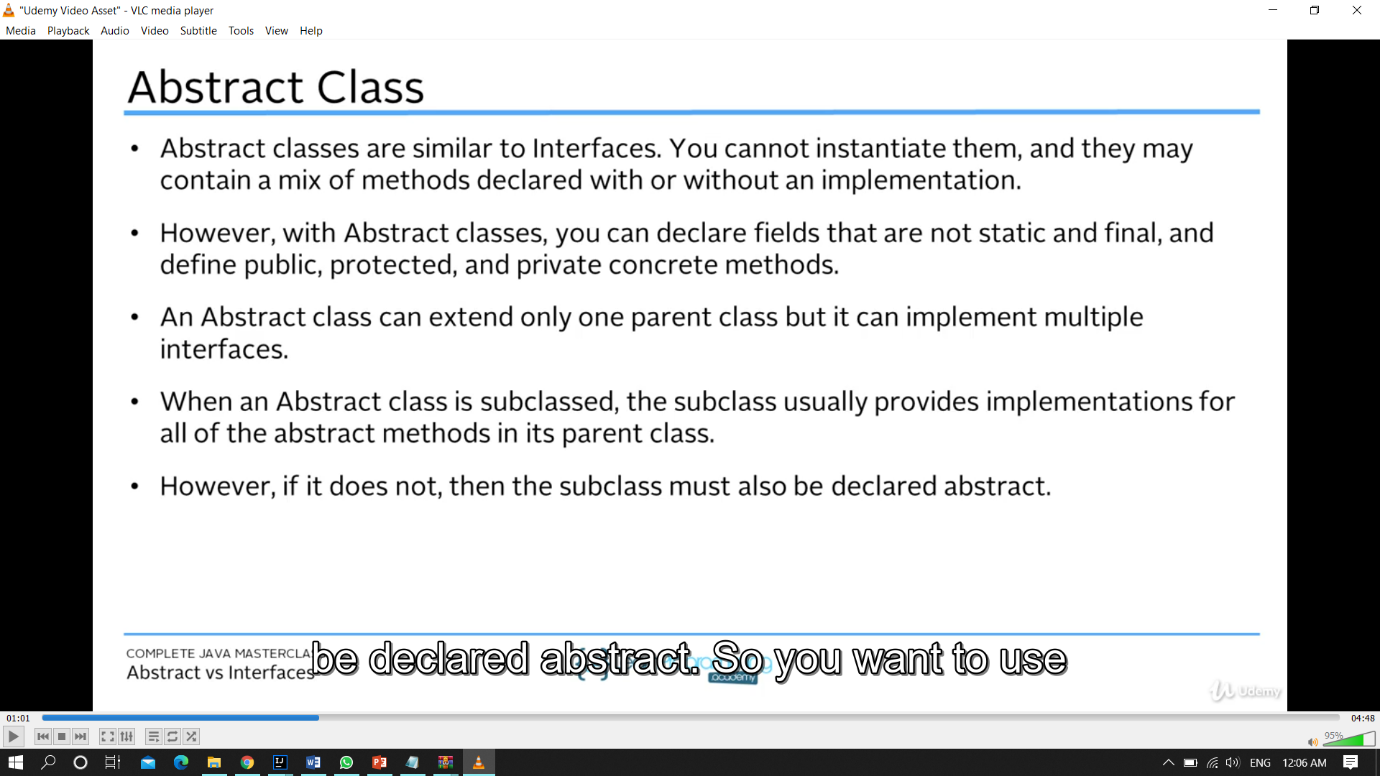 "Udemy Video Asset" - VLC media player
Media Playback Audio Video Subtitle Tools View Help
Abstract Class
• Abstract classes are similar to Interfaces. You cannot instantiate them, and they may
contain a mix of methods declared with or without an implementation.
• However, with Abstract classes, you can declare fields that are not static and final, and
define public, protected, and private concrete methods.
• An Abstract class can extend only one parent class but it can implement multiple
interfaces.
• When an Abstract class is subclassed, the subclass usually provides implementations for
all of the abstract methods in its parent class.
• However, if it does not, then the subclass must also be declared abstract.
COMPLETE JAVA
Abstract vs Interfaces
be declared abstract. So you want to use
academy
Udemy
01:01
04:48
95%
ENG 12:06 AM